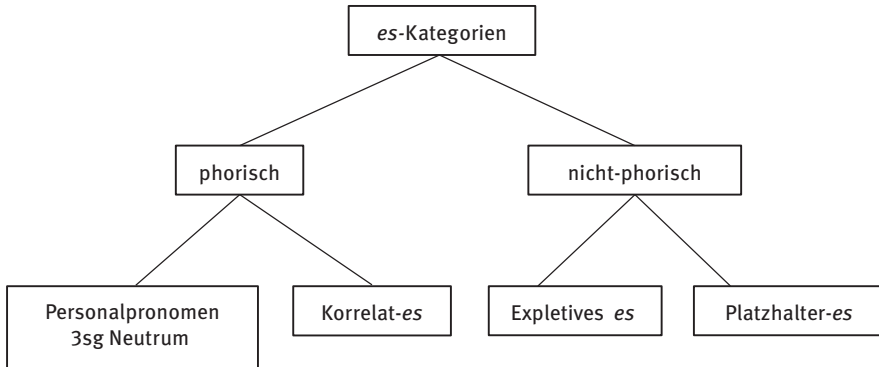 es-Kategorien
phorisch
nicht-phorisch
Personalpronomen
3sg Neutrum
Korrelat-es
Expletives es
Platzhalter-es